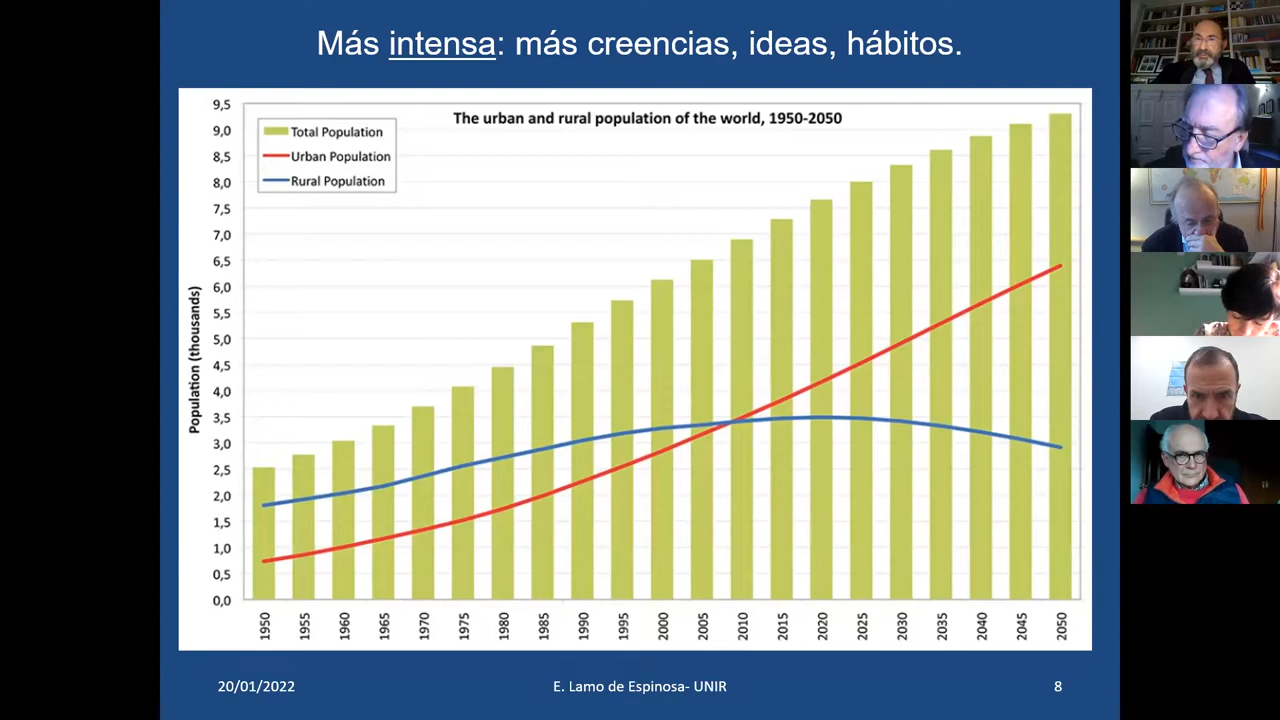 Más intensa: más creencias, ideas, hábitos.
The urban and rural population of the world, 1950-2050
Total Population
Urban Population
Rural Population
Population (thousands)
9,5
9,0
8,5
8,0
7,5
7,0
6,5
6,0
5,5
5,0
4,5
4,0
3,5
3,0
2,5
2,0
1,5
1,0
0,5
0,0
1950 1955 1960 1965 1970 1975 1980 1985 1990 1995 2000 2005 2010 2015 2020 2025 2030 2035 2040 2045 2050
20/01/2022 E. Lamo de Espinosa- UNIR 8